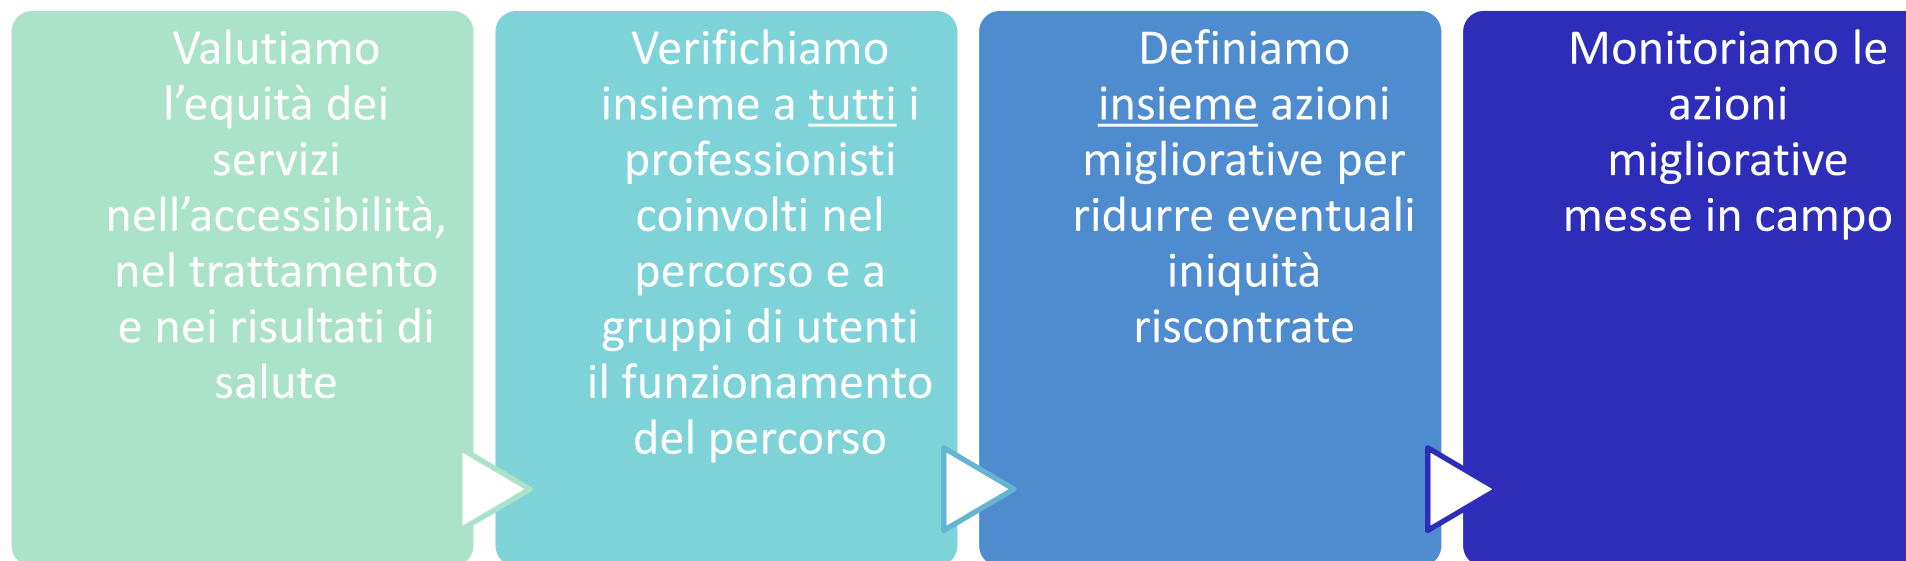 Valutiamo
l’equità dei
servizi
nell’accessibilità,
nel trattamento
e nei risultati di
salute
Verifichiamo
insieme a tutti i
professionisti
coinvolti nel
percorso e a
gruppi di utenti
il funzionamento
del percorso
Definiamo
insieme azioni
migliorative per
ridurre eventuali
iniquità
riscontrate
Monitoriamo le
azioni
migliorative
messe in campo